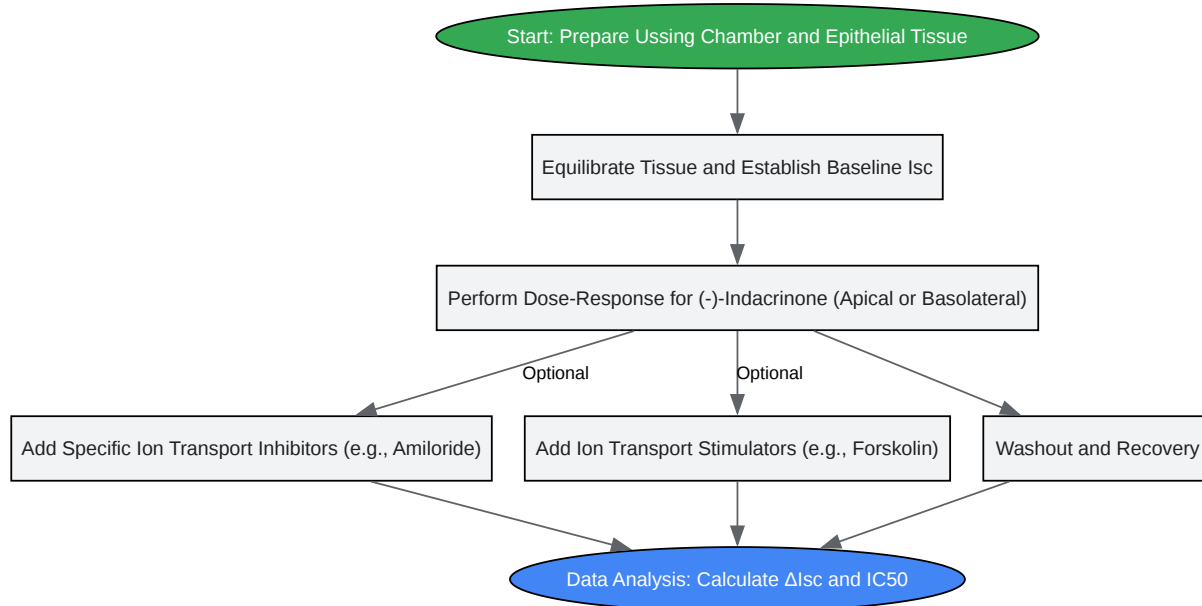 Start: Prepare Ussing Chamber and Epithelial Tissue
Equilibrate Tissue and Establish Baseline Isc
Perform Dose-Response for (-)-Indacrinone (Apical or Basolateral)
Optional
Optional
Add Specific Ion Transport Inhibitors (e.g., Amiloride)
Add Ion Transport Stimulators (e.g., Forskolin)
Washout and Recovery
Data Analysis: Calculate ΔIsc and IC50